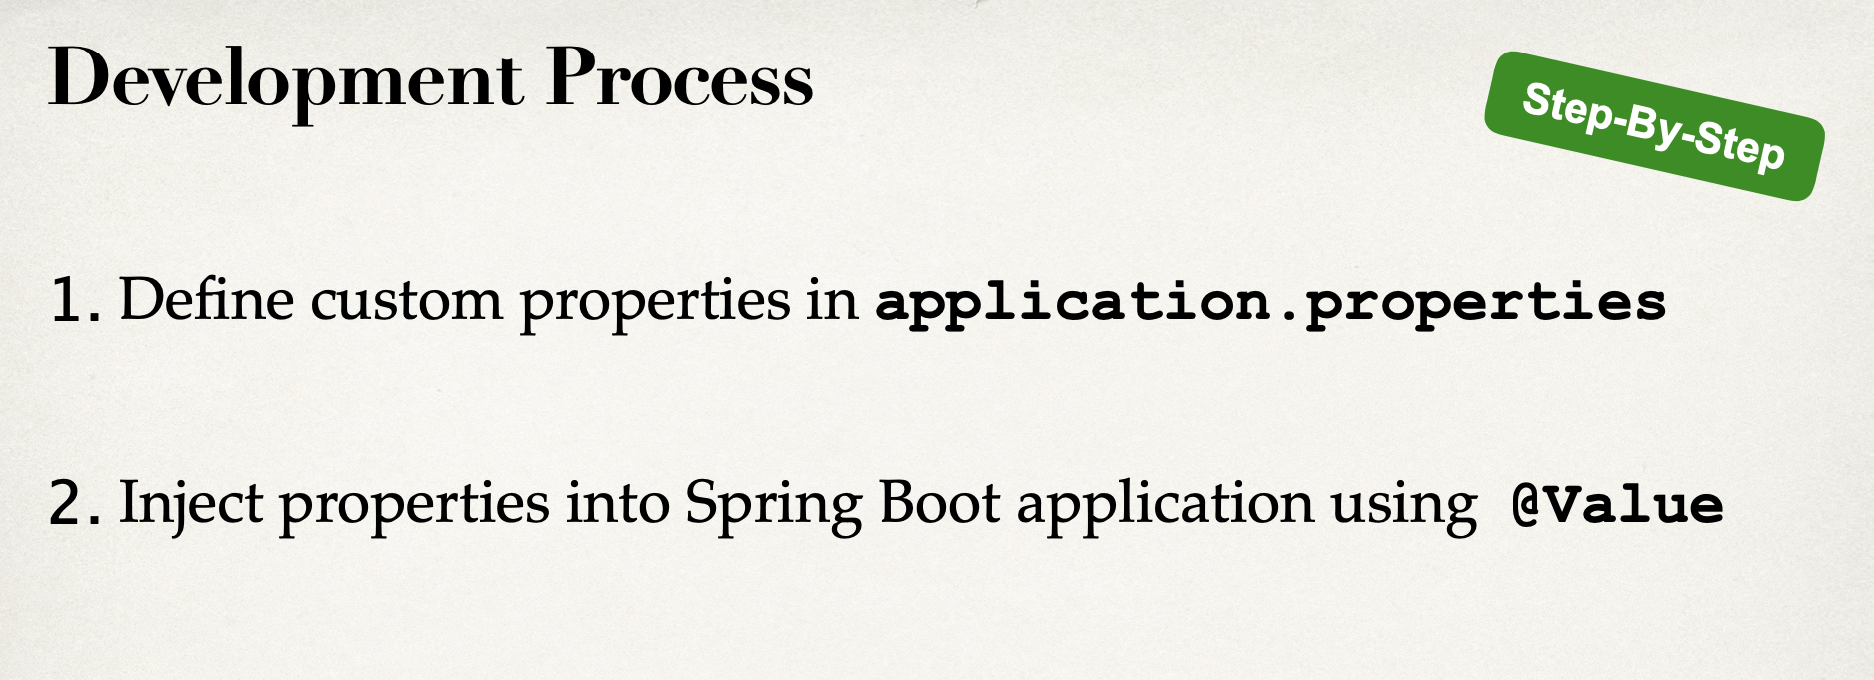 Development Process
Step-By-Step
1. Define custom properties in application.properties
2. Inject properties into Spring Boot application using @Value